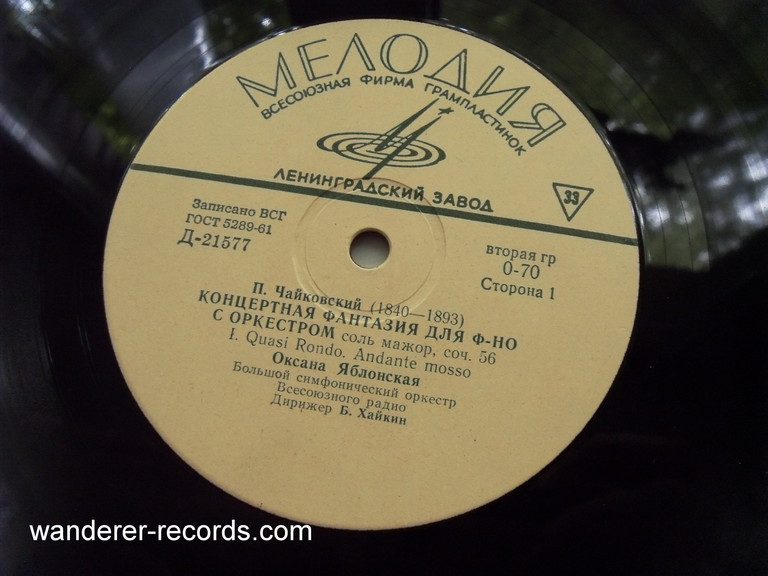 МЕЛОДИЯ
ВСЕСОЮЗНАЯ ФИРМА ГРАМПЛАСТИНОК
ЛЕНИНГРАДСКИЙ ЗАВОД
33
Записано ВСГ
ГОСТ 5289-61
Д-21577
вторая гр
0-70
Сторона 1
П. Чайковский (1840—1893)
КОНЦЕРТНАЯ ФАНТАЗИЯ ДЛЯ Ф-НО
С ОРКЕСТРОМ соль мажор, соч. 56
I. Quasi Rondo. Andante mosso
Оксана Яблонская
Большой симфонический оркестр
Всесоюзного радио
Дирижер Б. Хайкин
wanderer-records.com